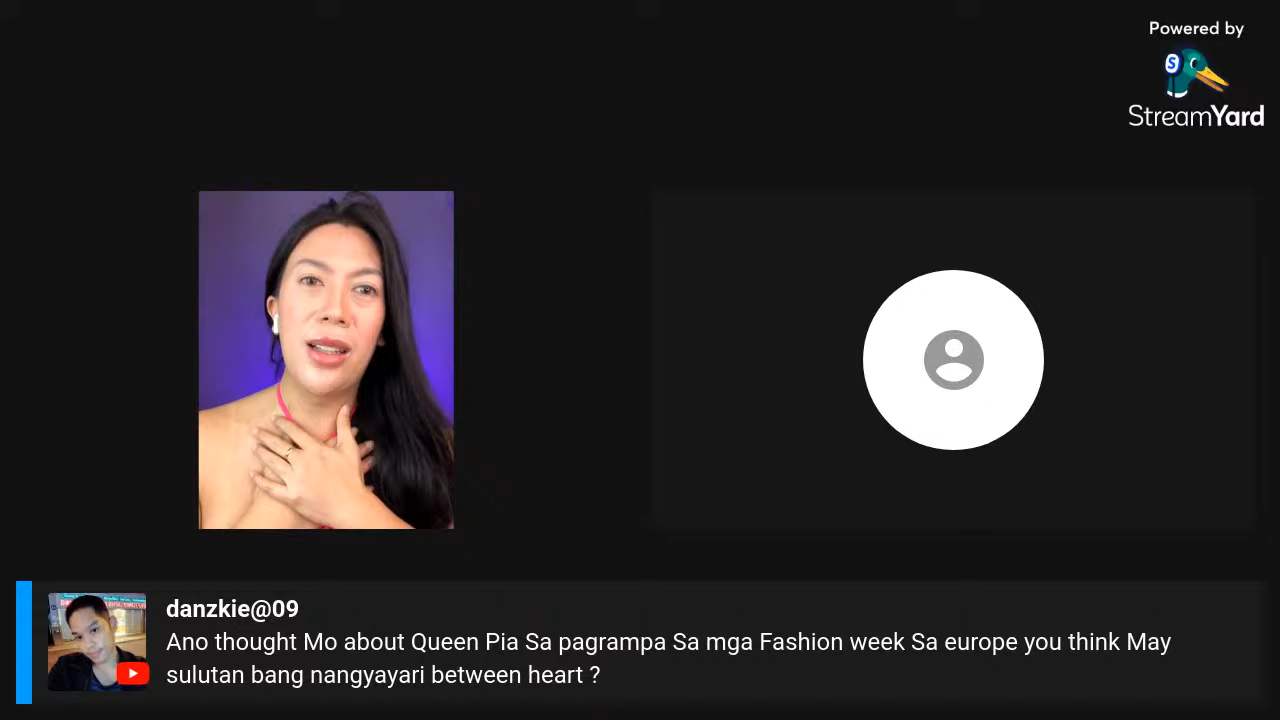 Powered by
S
StreamYard
danzkie@09
Ano thought Mo about Queen Pia Sa pagrampa Sa mga Fashion week Sa europe you think May
sulutan bang nangyayari between heart ?